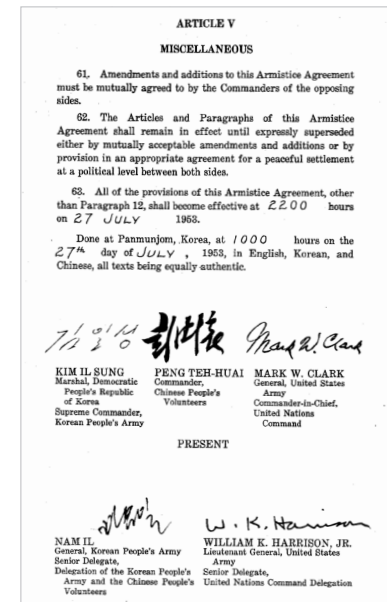 ARTICLE V
MISCELLANEOUS
61. Amendments and additions to this Armistice Agreement
must be mutually agreed to by the Commanders of the opposing
sides.
62. The Articles and Paragraphs of this Armistice
Agreement shall remain in effect until expressly superseded
either by mutually acceptable amendments and additions or by
provision in an appropriate agreement for a peaceful settlement
at a political level between both sides.
63. All of the provisions of this Armistice Agreement, other
than Paragraph 12, shall become effective at 2200 hours
on 27 JULY 1953.
Done at Panmunjom, Korea, at 1000 hours on the
27th day of JULY, 1953, in English, Korean, and
Chinese, all texts being equally authentic.
김일성
KIM IL SUNG
Marshal, Democratic
People's Republic
of Korea
Supreme Commander,
Korean People's Army
PENG TEH-HUAI
Commander,
Chinese People's
Volunteers
Mark W. Clark
MARK W. CLARK
General, United States
Army
Commander-in-Chief,
United Nations
Command
PRESENT
NAM IL
General, Korean People's Army
Senior Delegate,
Delegation of the Korean People's
Army and the Chinese People's
Volunteers
W. K. Harrison
WILLIAM K. HARRISON, JR.
Lieutenant General, United States
Army
Senior Delegate,
United Nations Command Delegation